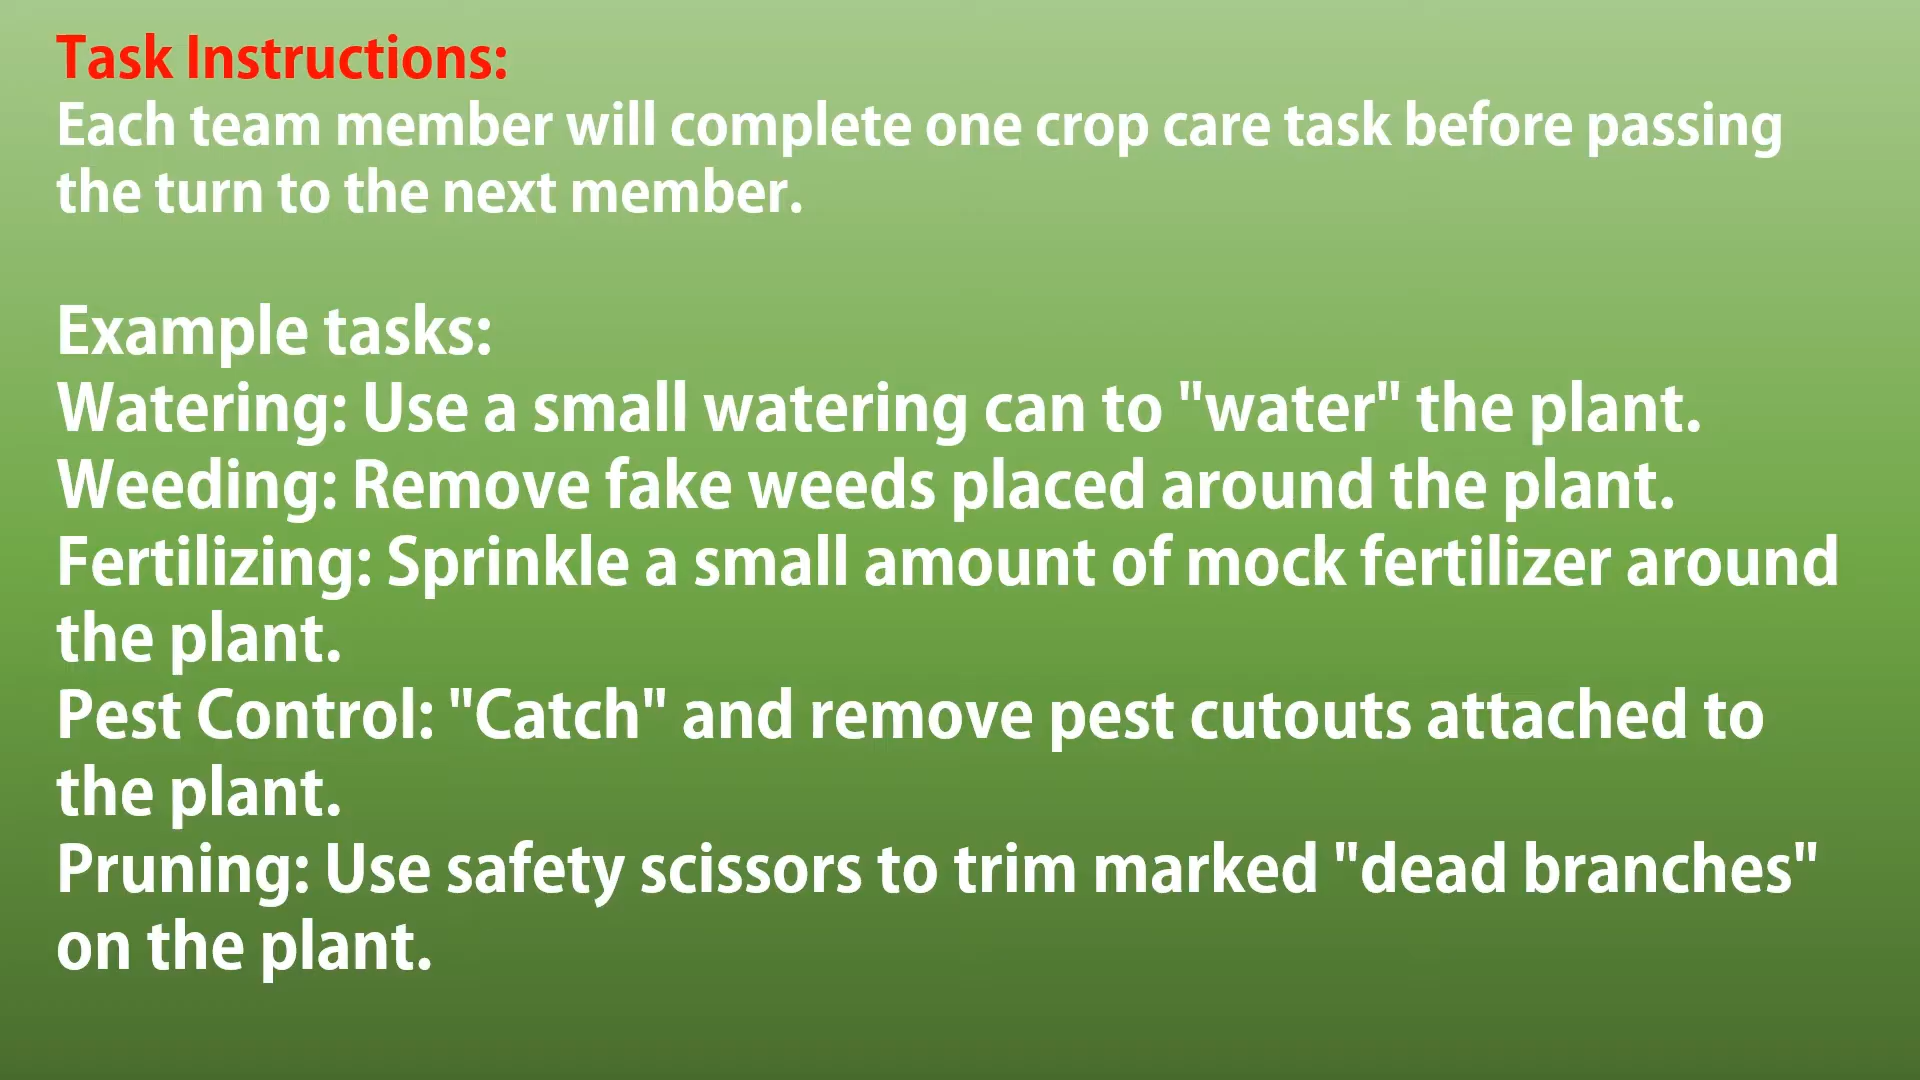 Task Instructions:
Each team member will complete one crop care task before passing
the turn to the next member.
Example tasks:
Watering: Use a small watering can to "water" the plant.
Weeding: Remove fake weeds placed around the plant.
Fertilizing: Sprinkle a small amount of mock fertilizer around
the plant.
Pest Control: "Catch" and remove pest cutouts attached to
the plant.
Pruning: Use safety scissors to trim marked "dead branches"
on the plant.